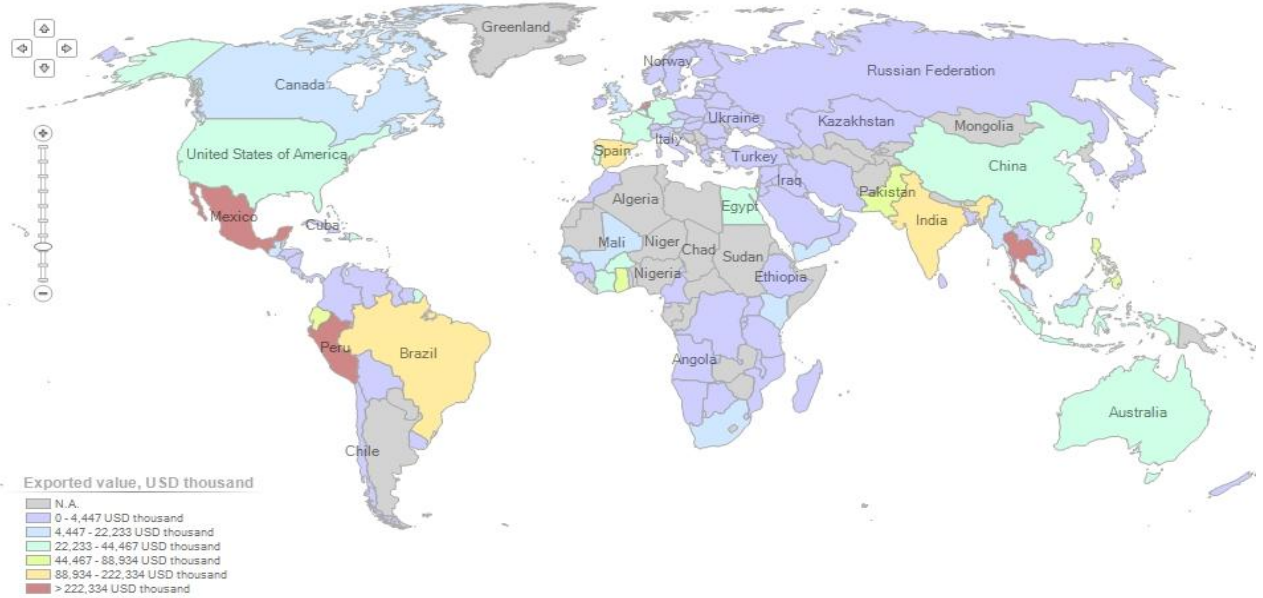 Greenland
Norway
Russian Federation
Canada
Ukraine
Kazakhstan
Mongolia
Italy
Spain
United States of America
Turkey
China
Iraq
Pakistan
Algeria
Egypt
India
Mexico
Cuba
Mali
Niger
Chad
Sudan
Nigeria
Ethiopia
Peru
Brazil
Angola
Australia
Chile
Exported value, USD thousand
N.A.
0 - 4,447 USD thousand
4,447 - 22,233 USD thousand
22,233 - 44,467 USD thousand
44,467 - 88,934 USD thousand
88,934 - 222,334 USD thousand
> 222,334 USD thousand